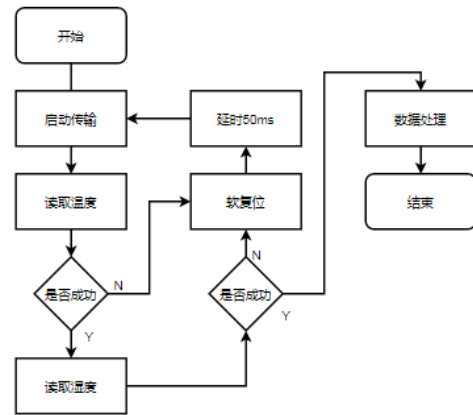 开始
启动传输
延时50ms
数据处理
读取温度
软复位
结束
是否成功
N
Y
是否成功
N
Y
读取湿度